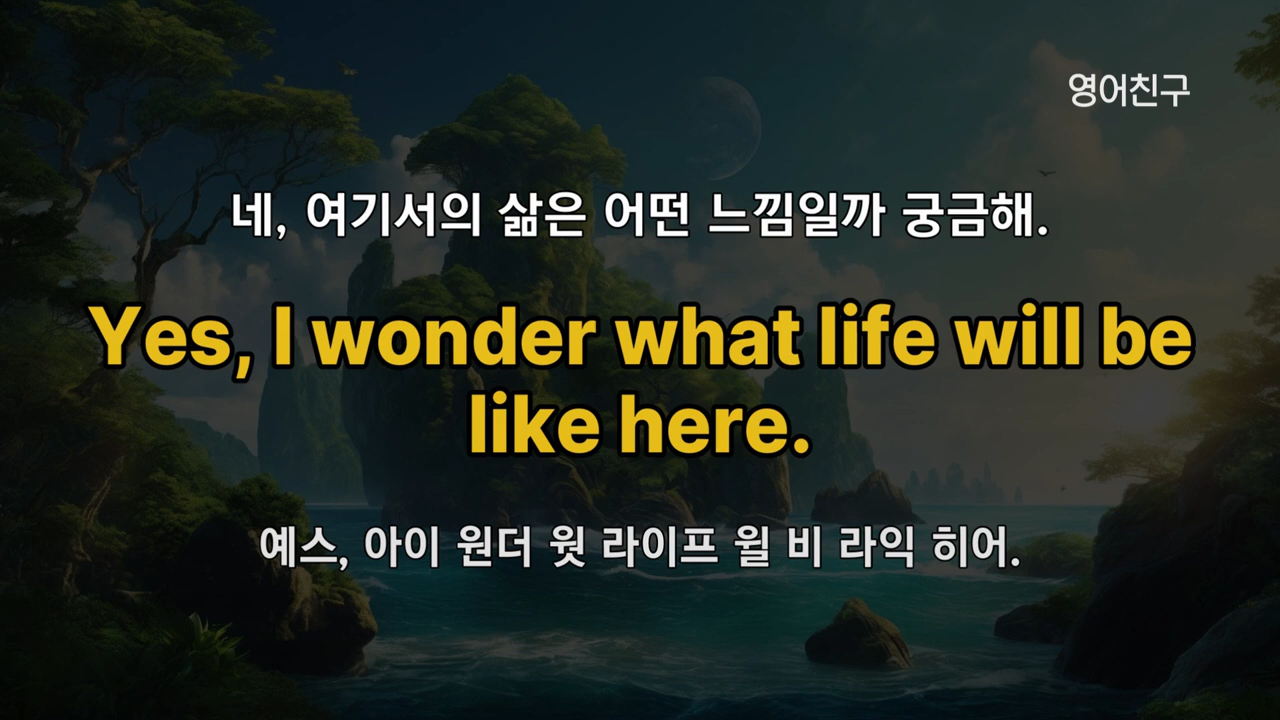 영어친구
네, 여기서의 삶은 어떤 느낌일까 궁금해.
Yes, I wonder what life will be
like here.
예스, 아이 원더 웟 라이프 윌 비 라익 히어.